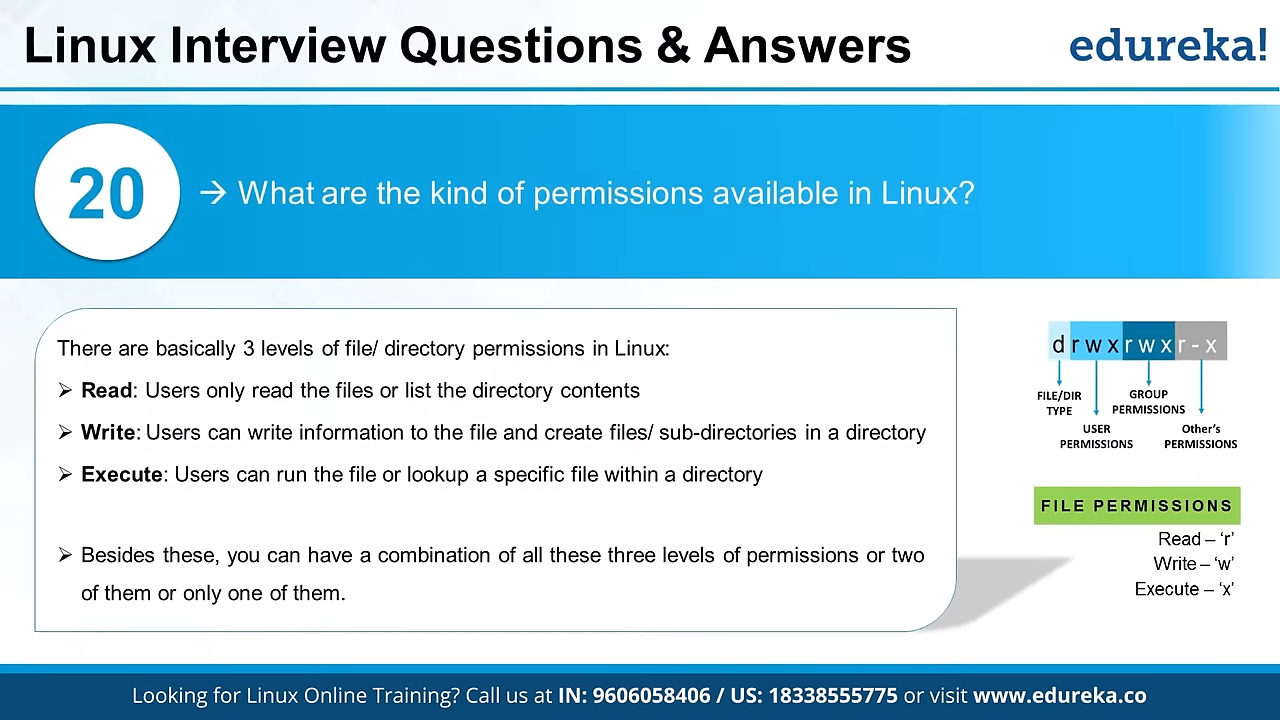 Linux Interview Questions & Answers
edureka!
20
→ What are the kind of permissions available in Linux?
There are basically 3 levels of file/ directory permissions in Linux:
➢ Read: Users only read the files or list the directory contents
➢ Write: Users can write information to the file and create files/ sub-directories in a directory
➢ Execute: Users can run the file or lookup a specific file within a directory
➢ Besides these, you can have a combination of all these three levels of permissions or two
of them or only one of them.
d r w x r w x r - x
FILE/DIR
TYPE
USER
PERMISSIONS
GROUP
PERMISSIONS
Other's
PERMISSIONS
FILE PERMISSIONS
Read – ‘r’
Write – ‘w’
Execute – ‘x’
Looking for Linux Online Training? Call us at IN: 9606058406 / US: 18338555775 or visit www.edureka.co